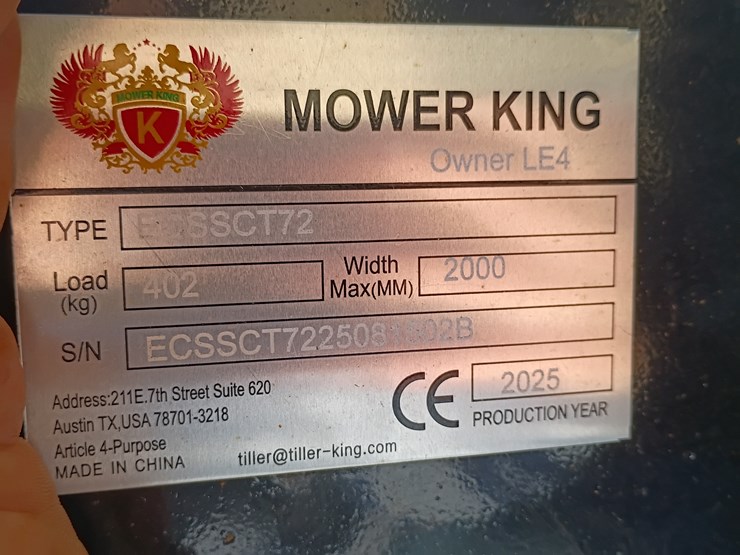 MOWER KING
K
MOWER KING
Owner LE4
TYPE ECSSCT72
Load (kg) 402
Width Max(MM) 2000
S/N
CE
2025
PRODUCTION YEAR
Address:211E.7th Street Suite 620
Austin TX,USA 78701-3218
Article 4-Purpose
MADE IN CHINA
tiller@tiller-king.com